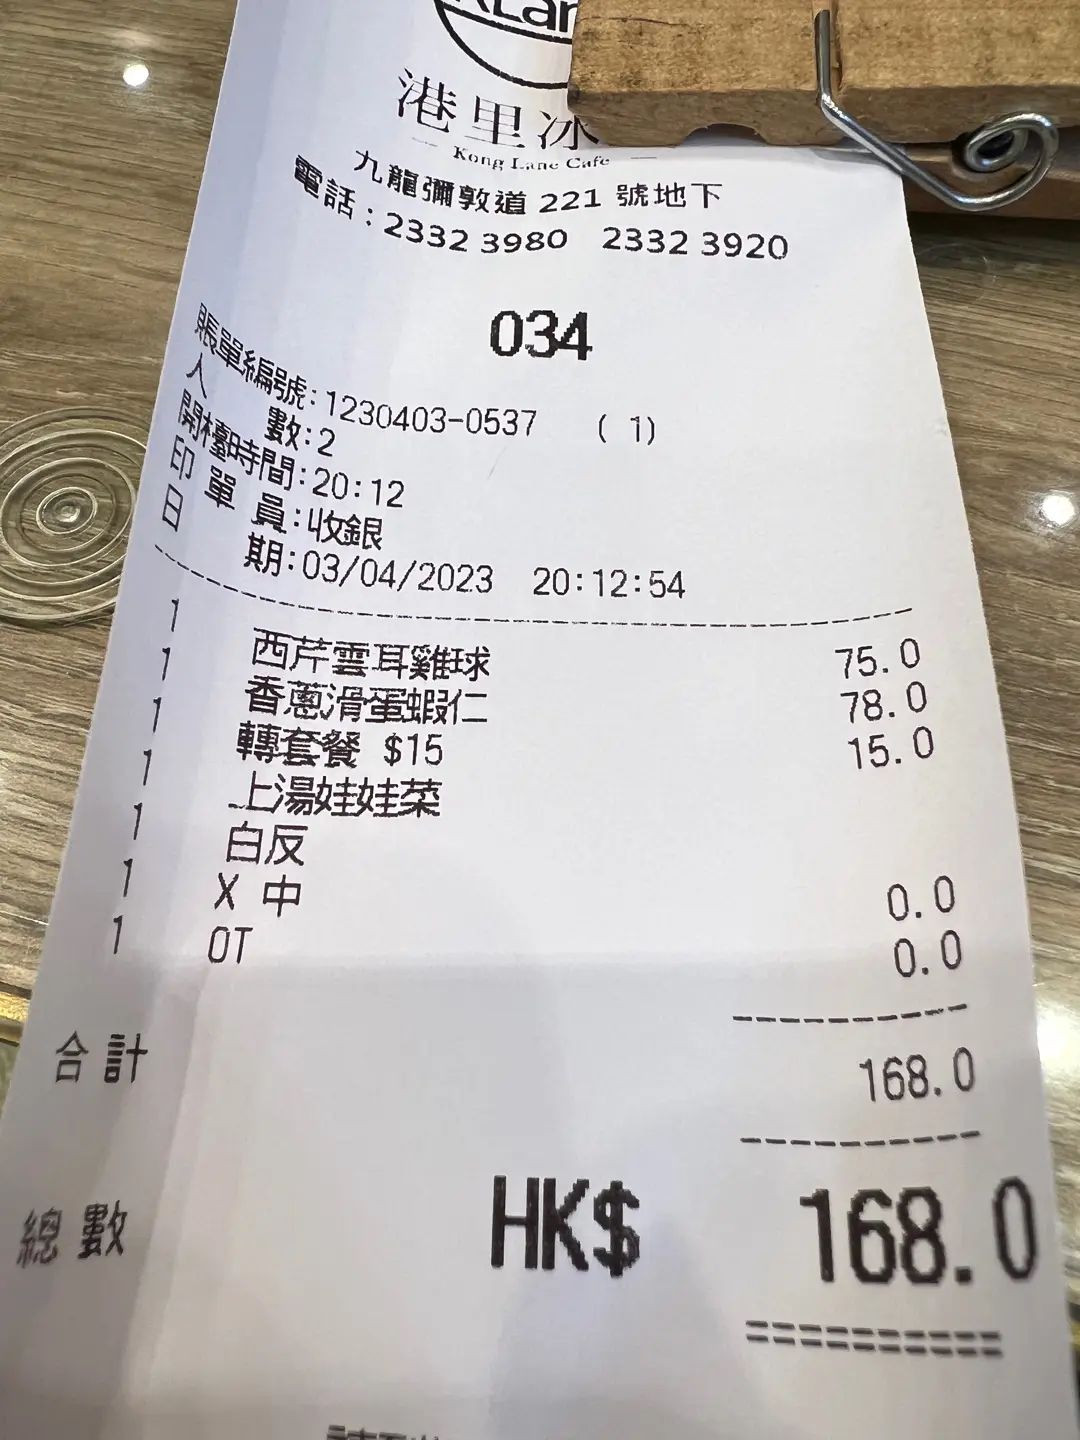 港里冰
Kong Lane Cafe
九龍彌敦道 221 號地下
電話：2332 3980 2332 3920
034
賬單編號:1230403-0537 ( 1)
人 數:2
開檯時間:20:12
印單員:收銀
日 期:03/04/2023 20:12:54
1 西芹雲耳雞球 75.0
1 香蔥滑蛋蝦仁 78.0
1 轉套餐 $15 15.0
1 上湯娃娃菜
1 白反
1 X 中 0.0
1 OT 0.0
合計 168.0
總數 HK$ 168.0